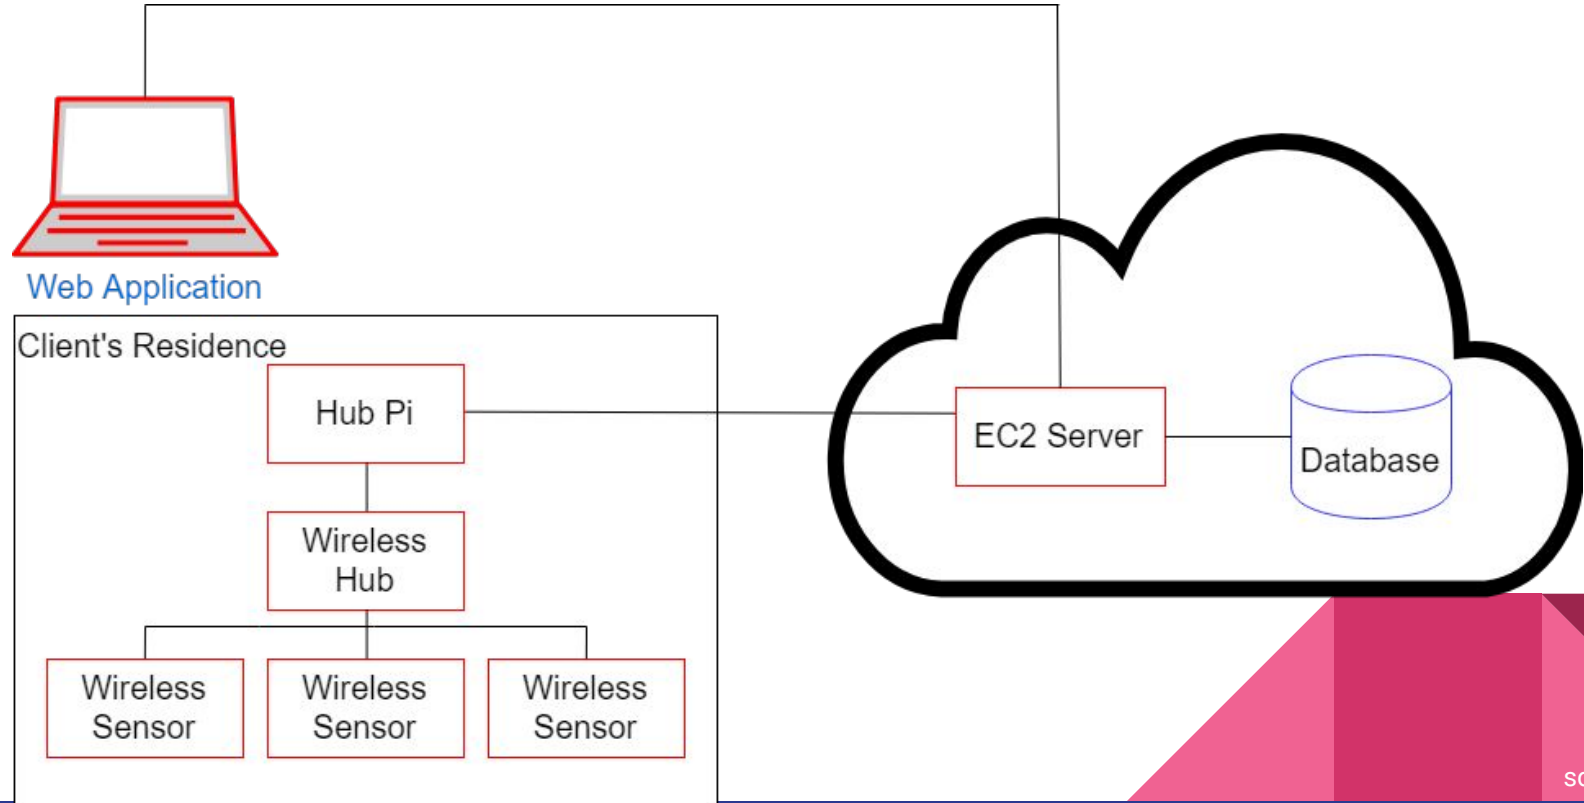 Web Application
Client's Residence
Hub Pi
EC2 Server
Database
Wireless
Hub
Wireless
Sensor
Wireless
Sensor
Wireless
Sensor